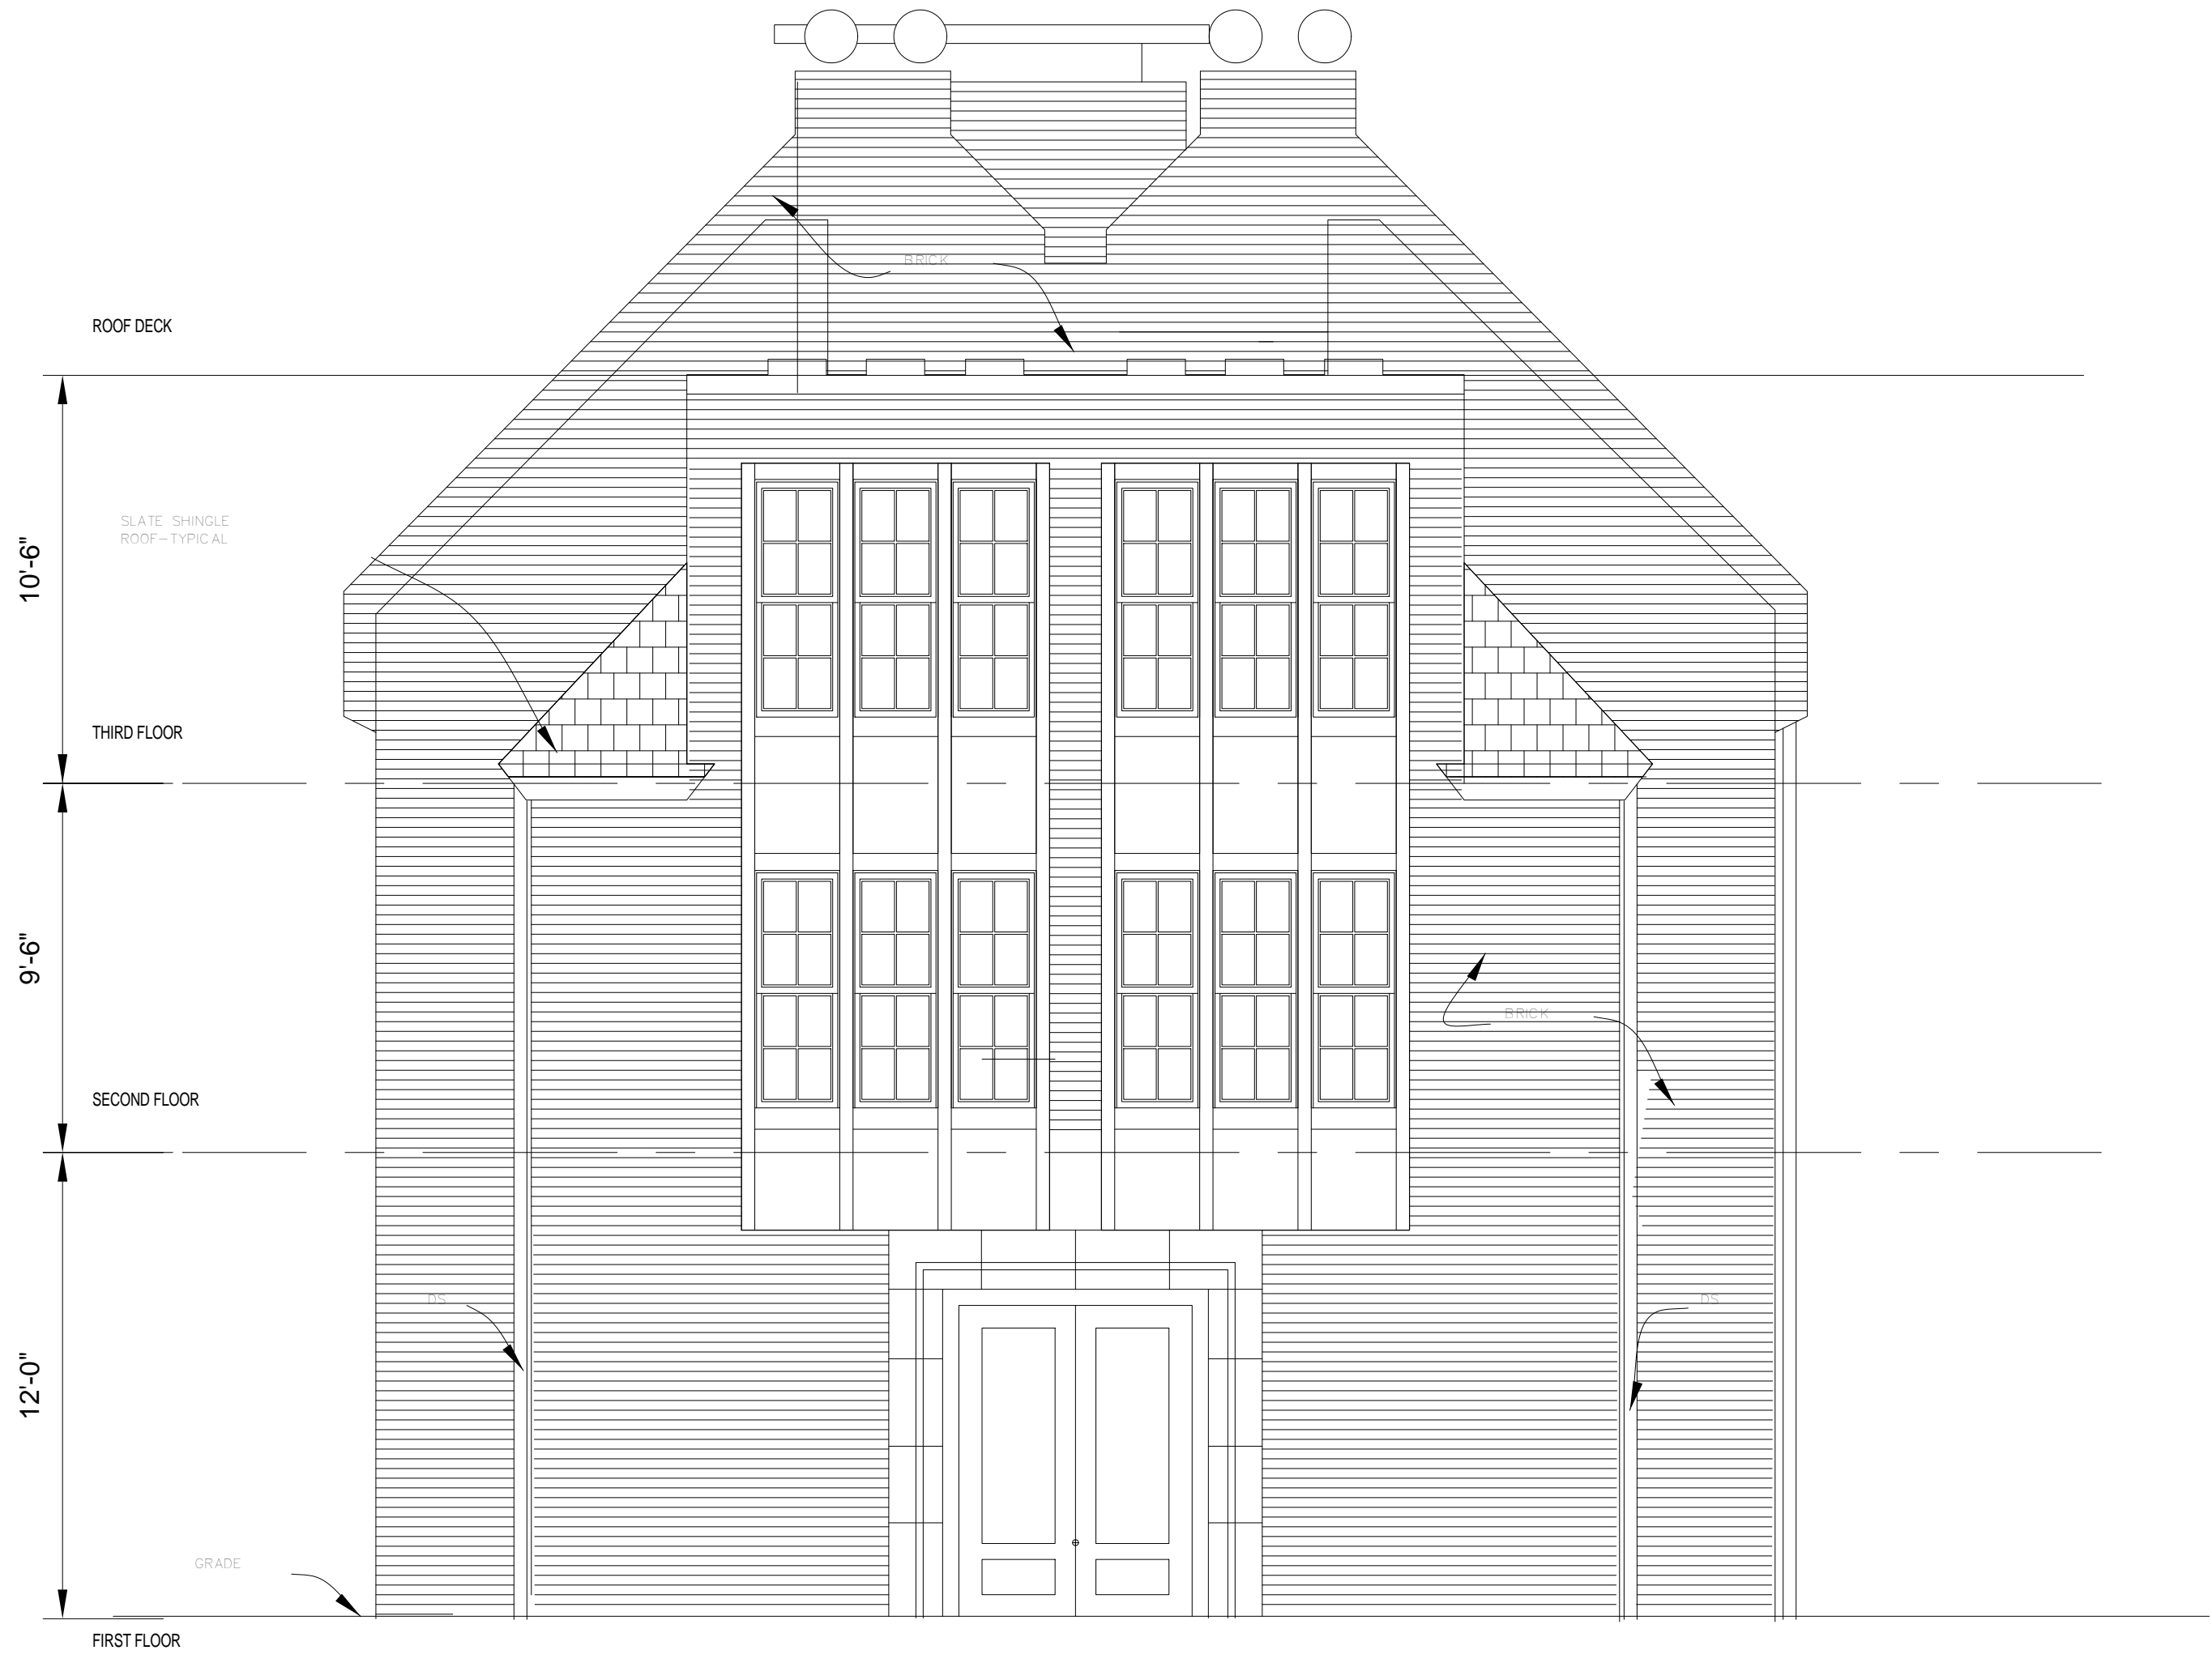 BRICK
ROOF DECK
SLATE SHINGLE
ROOF-TYPICAL
10'-6"
THIRD FLOOR
9'-6"
BRICK
SECOND FLOOR
DS
DS
12'-0"
GRADE
FIRST FLOOR